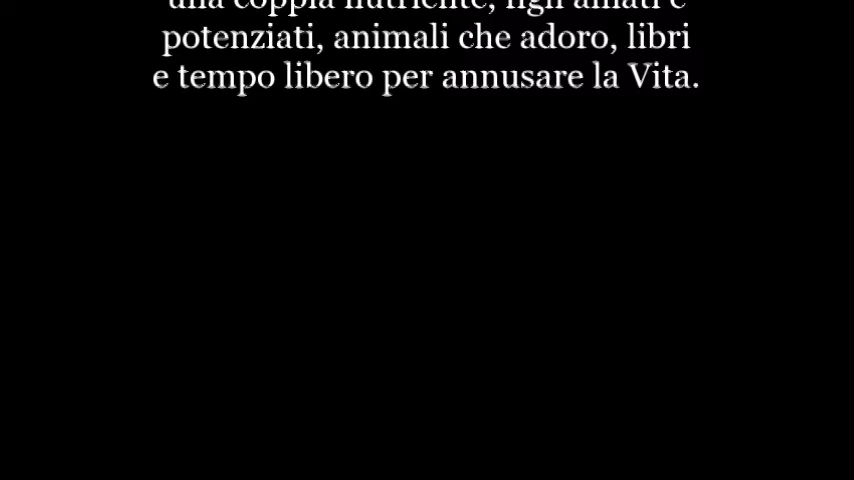 una coppia nutriente, figli amati e
potenziati, animali che adoro, libri
e tempo libero per annusare la Vita.